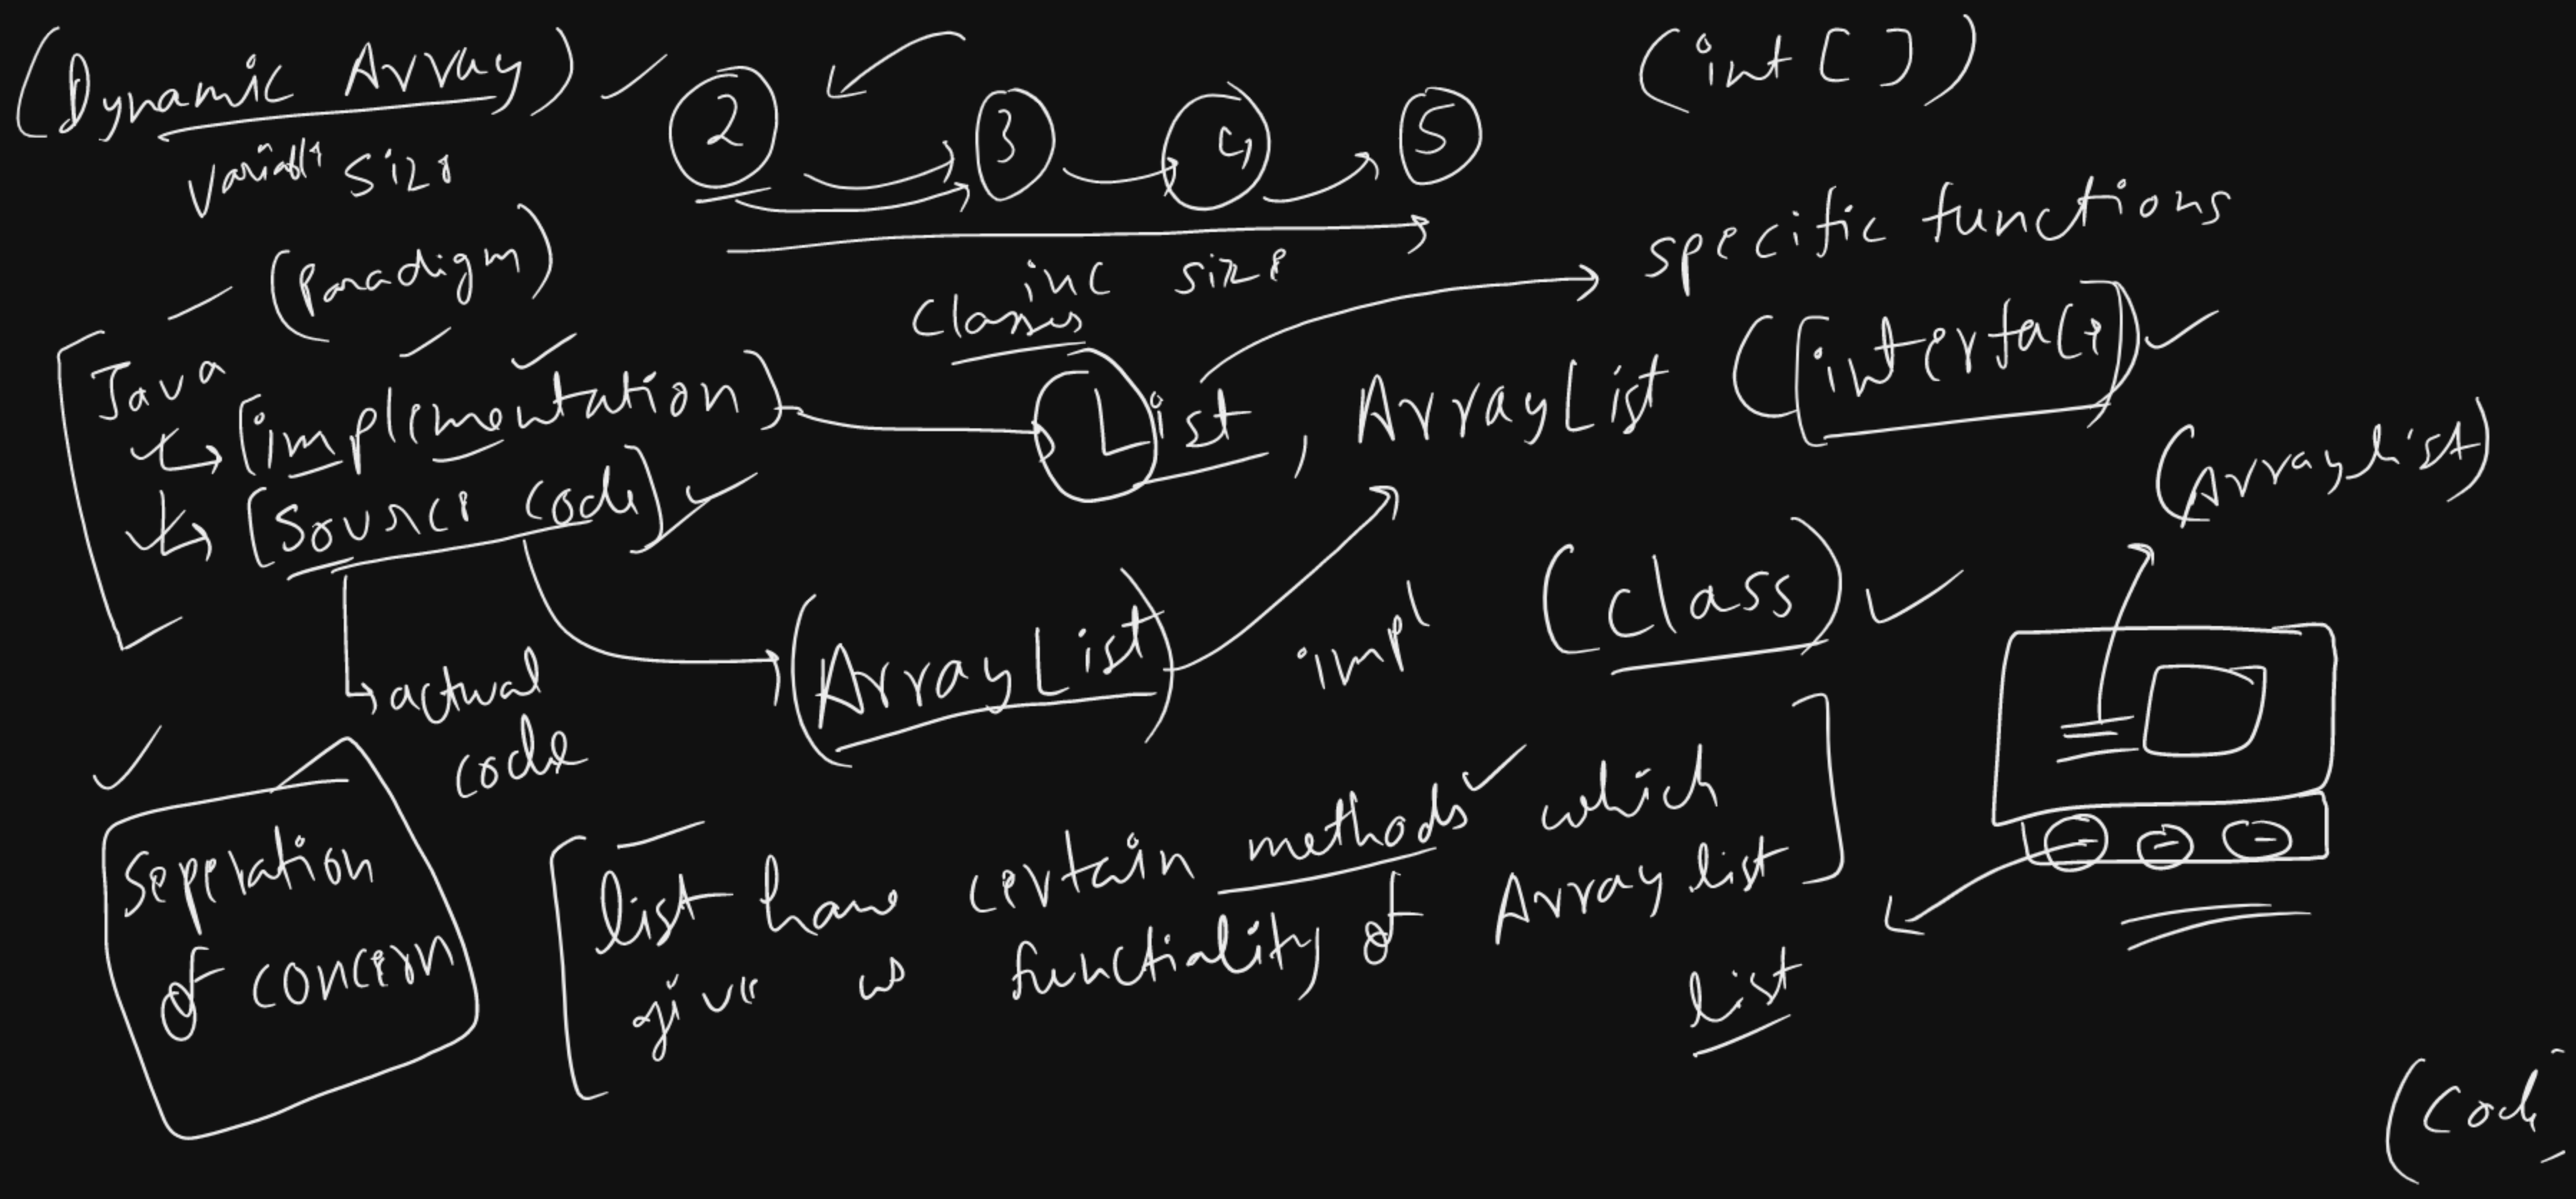 (Dynamic Array)
variable size
2 3 4 5
inc size
(int [])
(Paradigm)
Java
[implementation]
[Source code]
actual
code
Classes
List, ArrayList
specific functions
([interface])
(ArrayList)
(ArrayList)
impl
(class)
Seperation
of concern
[list have certain methods which
give us functiality of Array list]
list
(Code